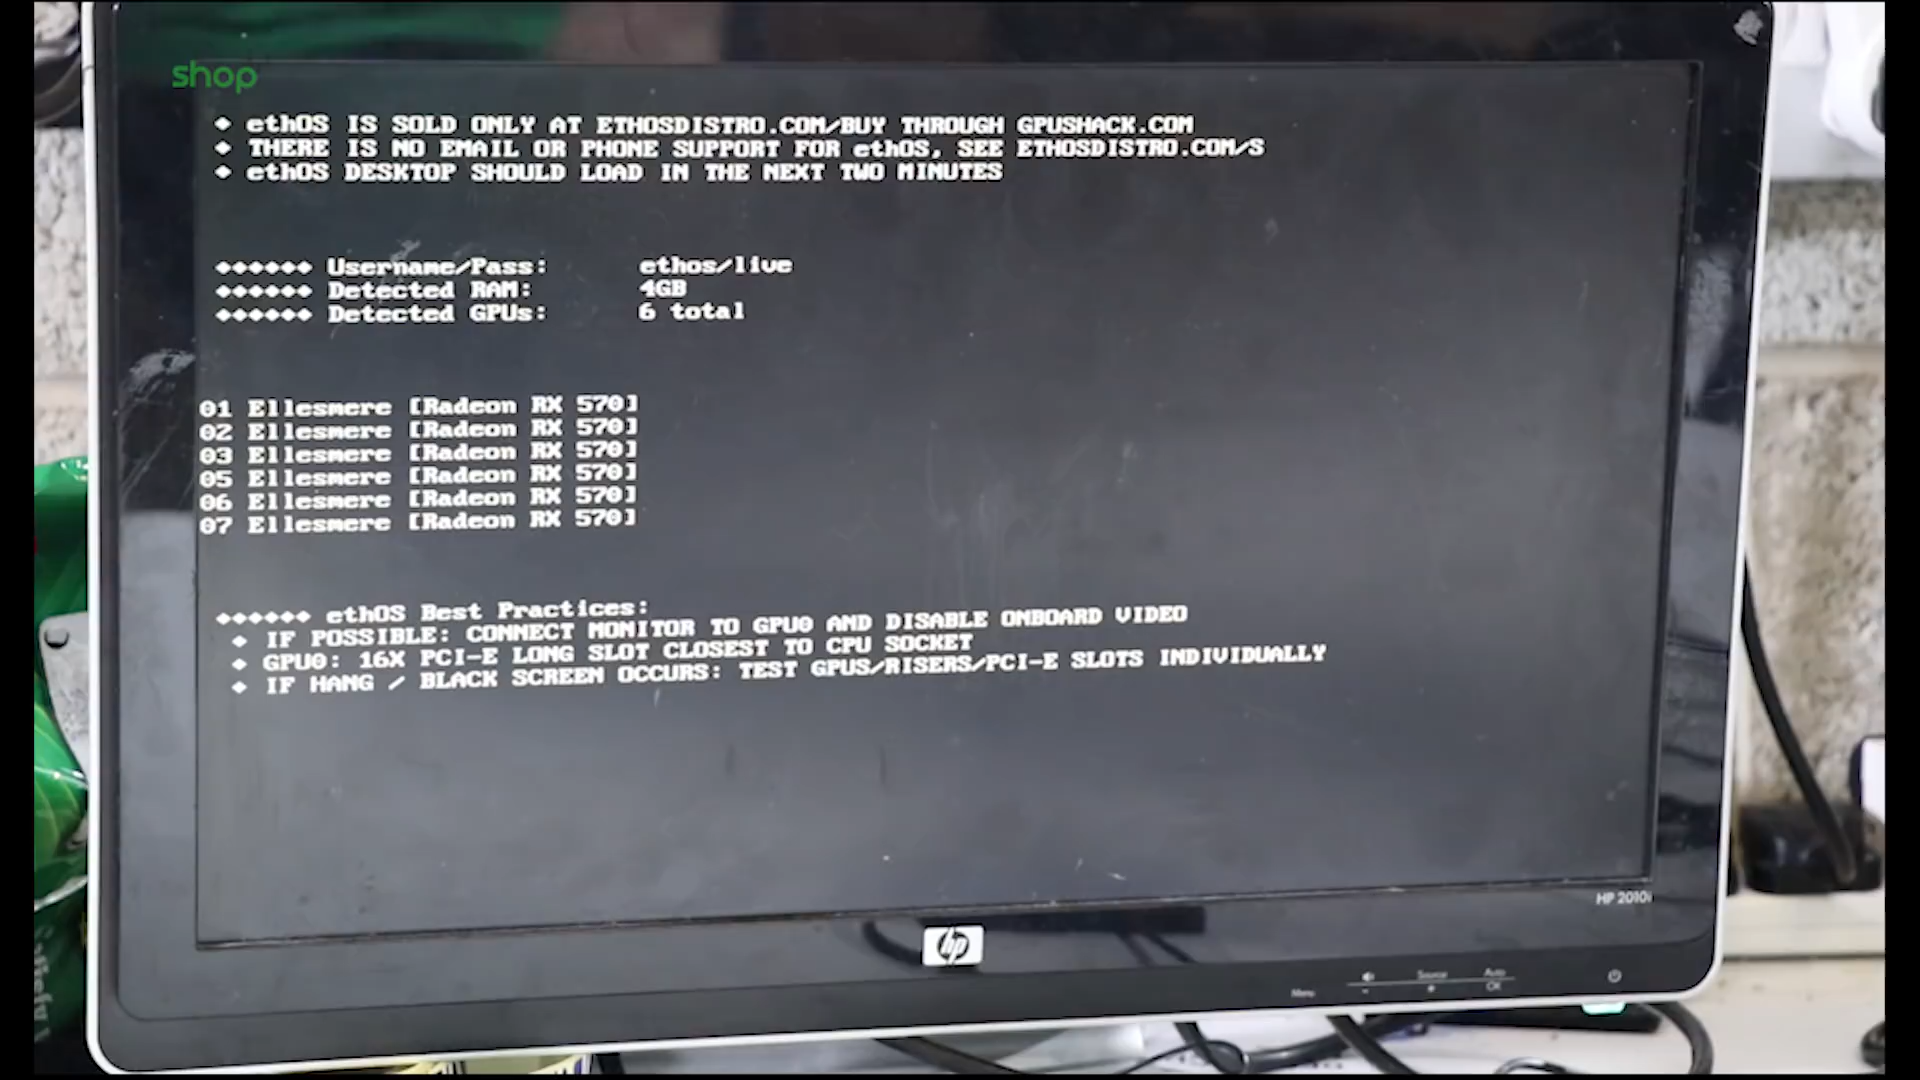 shop
◆ ethOS IS SOLD ONLY AT ETHOSDISTRO.COM/BUY THROUGH GPUSHACK.COM
◆ THERE IS NO EMAIL OR PHONE SUPPORT FOR ethOS, SEE ETHOSDISTRO.COM/S
◆ ethOS DESKTOP SHOULD LOAD IN THE NEXT TWO MINUTES
◆◆◆◆◆◆ Username/Pass: ethos/live
◆◆◆◆◆◆ Detected RAM: 4GB
◆◆◆◆◆◆ Detected GPUs: 6 total
01 Ellesmere [Radeon RX 570]
02 Ellesmere [Radeon RX 570]
03 Ellesmere [Radeon RX 570]
05 Ellesmere [Radeon RX 570]
06 Ellesmere [Radeon RX 570]
07 Ellesmere [Radeon RX 570]
◆◆◆◆◆◆ ethOS Best Practices:
◆ IF POSSIBLE: CONNECT MONITOR TO GPU0 AND DISABLE ONBOARD VIDEO
◆ GPU0: 16X PCI-E LONG SLOT CLOSEST TO CPU SOCKET
◆ IF HANG / BLACK SCREEN OCCURS: TEST GPUS/RISERS/PCI-E SLOTS INDIVIDUALLY
HP 2010i
hp
Menu Source Auto
OK